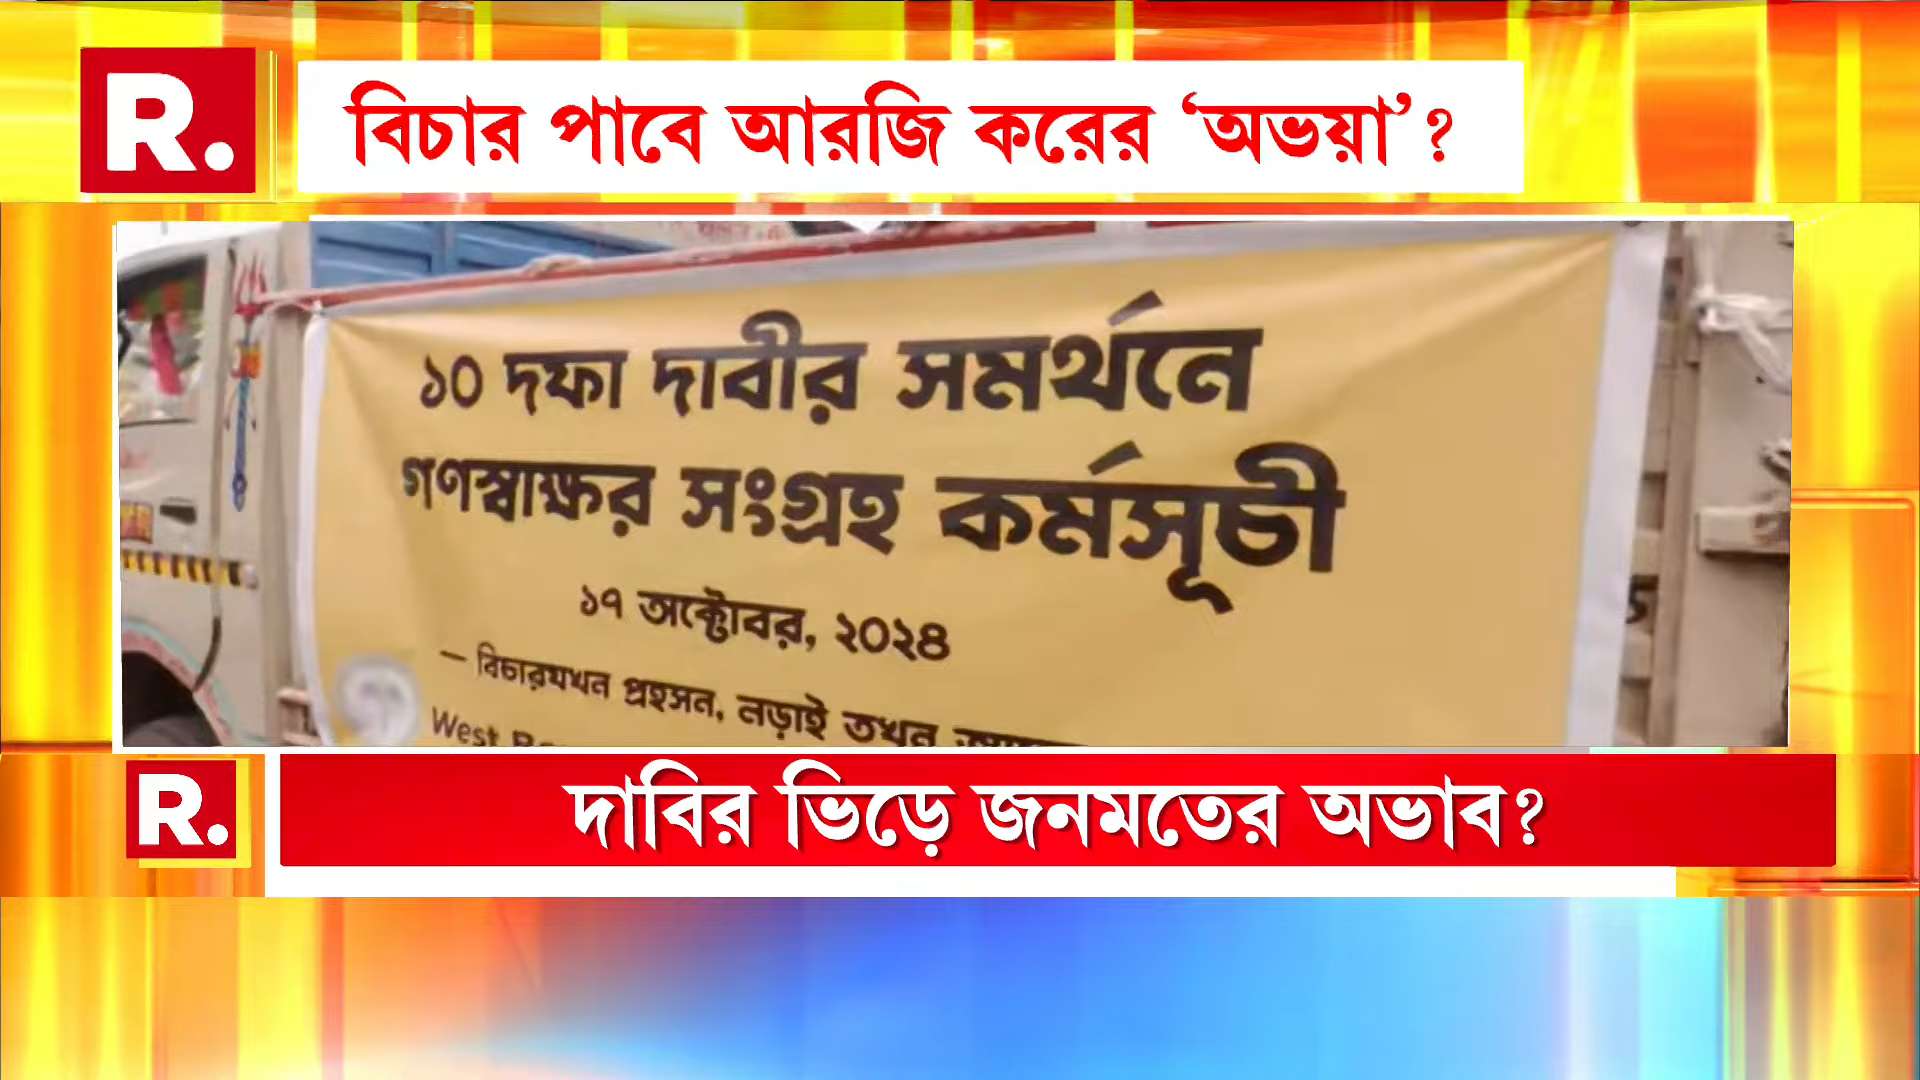 R.
বিচার পাবে আরজি করের ‘অভয়া’?
১০ দফা দাবীর সমর্থনে
গণস্বাক্ষর সংগ্রহ কর্মসূচী
১৭ অক্টোবর, ২০২৪
— বিচারযখন প্রহসন, লড়াই তখন
West
R.
দাবির ভিড়ে জনমতের অভাব?